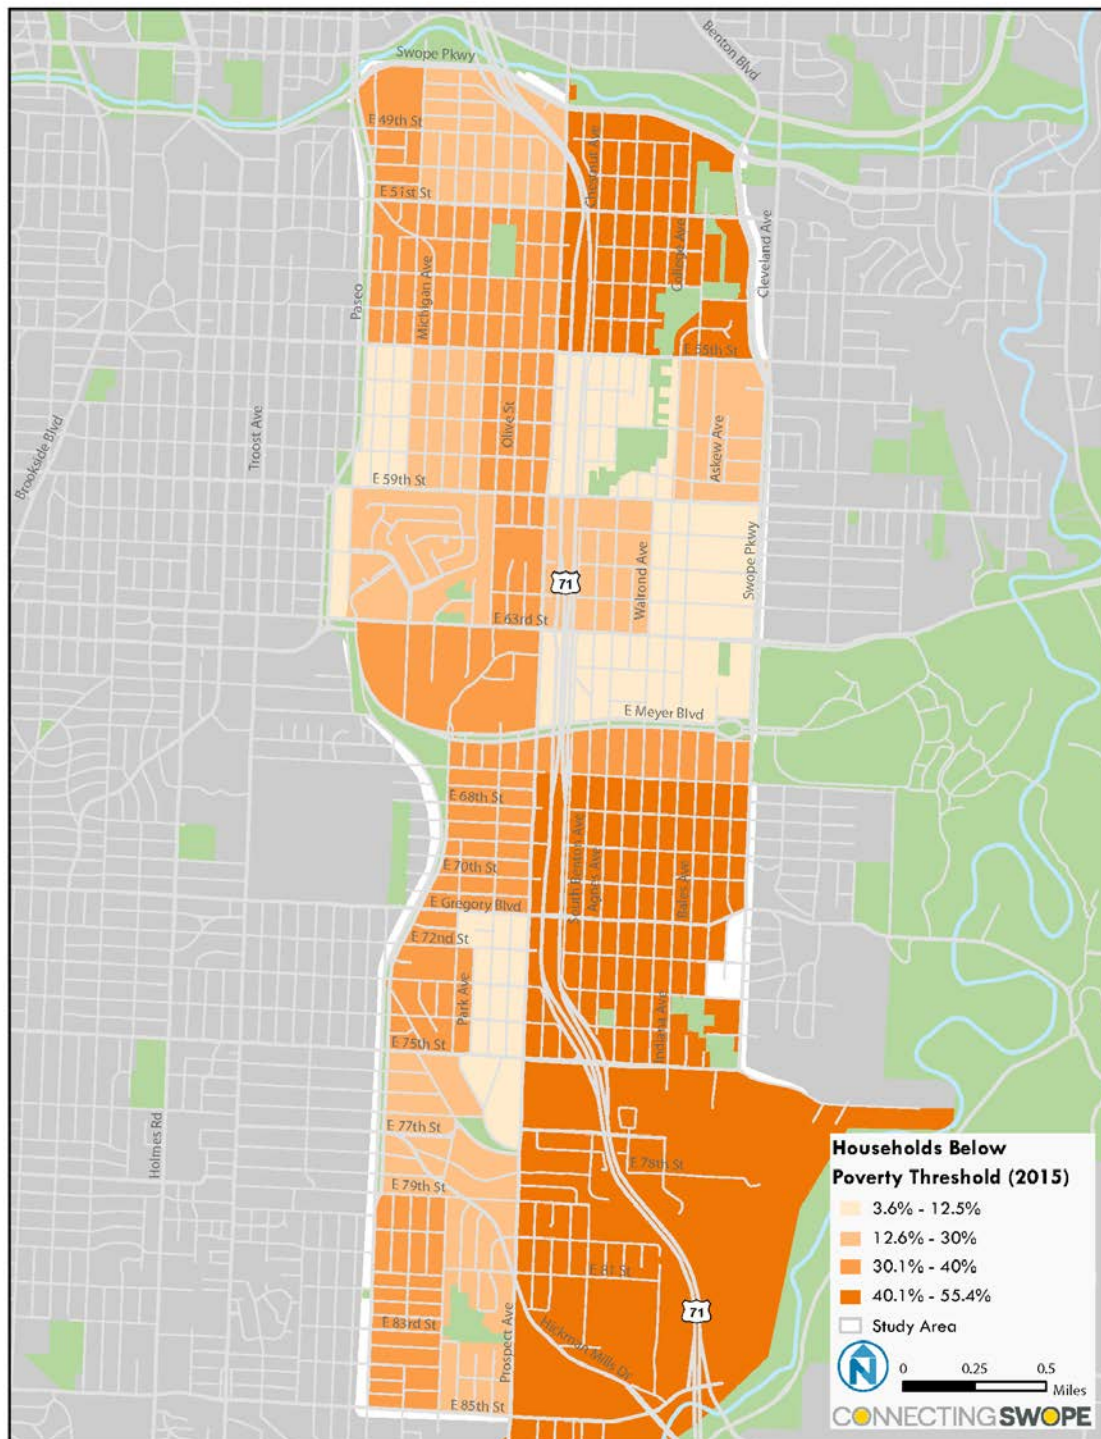 Swope Pkwy
Benton Blvd
E 49th St
Chestnut Ave
E 51st St
College Ave
Cleveland Ave
Michigan Ave
Paseo
E 55th St
Troost Ave
Olive St
Askew Ave
Brookside Blvd
E 59th St
Swope Pkwy
Walrond Ave
71
E 63rd St
E Meyer Blvd
E 68th St
South Benton Ave
Agnes Ave
E 70th St
Bales Ave
E Gregory Blvd
E 72nd St
Park Ave
Indiana Ave
E 75th St
Holmes Rd
E 77th St
E 78th St
E 79th St
E 81 St
71
E 83rd St
Prospect Ave
Hickman Mills Dr
E 85th St
Households Below
Poverty Threshold (2015)
3.6% - 12.5%
12.6% - 30%
30.1% - 40%
40.1% - 55.4%
Study Area
N
0 0.25 0.5
Miles
CONNECTING SWOPE